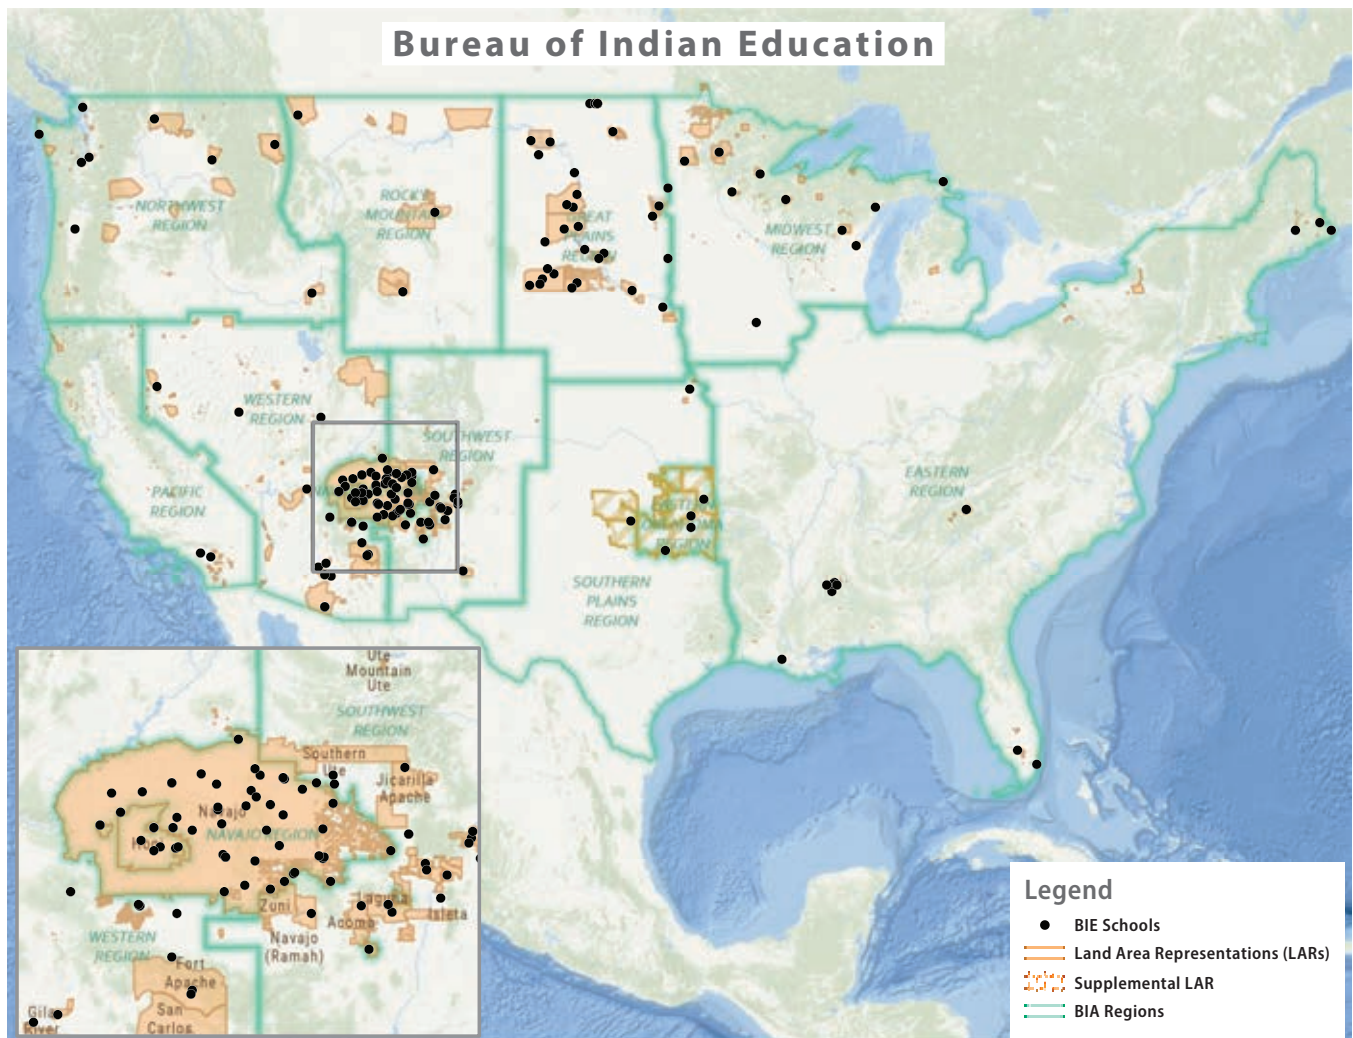 Bureau of Indian Education
NORTHWEST
REGION
ROCKY
MOUNTAIN
REGION
GREAT
PLAINS
REGION
MIDWEST
REGION
WESTERN
REGION
SOUTHWEST
REGION
PACIFIC
REGION
EASTERN
REGION
OKLAHOMA
REGION
SOUTHERN
PLAINS
REGION
Ute
Mountain
Ute
SOUTHWEST
REGION
Southern
Ute
Jicarilla
Apache
Navajo
NAVAJO REGION
Hopi
Zuni
Laguna
Acoma
Isleta
Navajo
(Ramah)
WESTERN
REGION
Fort
Apache
San
Carlos
Gila
River
Legend
BIE Schools
Land Area Representations (LARs)
Supplemental LAR
BIA Regions